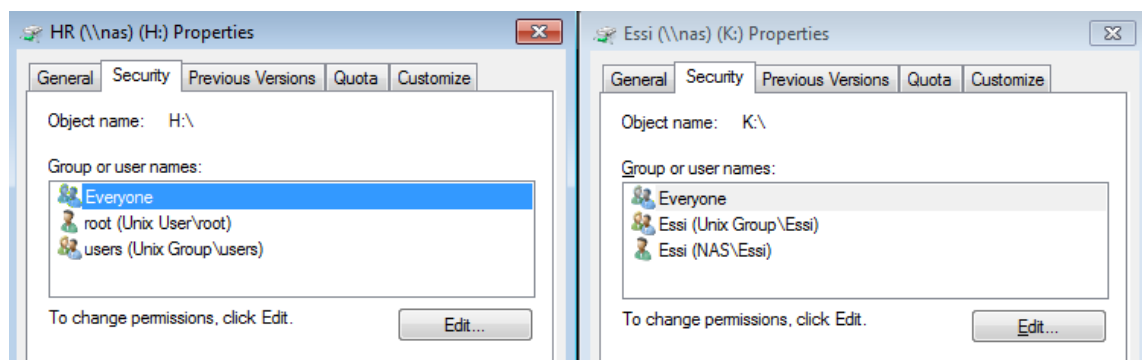 HR (\\nas) (H:) Properties
General Security Previous Versions Quota Customize
Object name: H:\
Group or user names:
Everyone
root (Unix User\root)
users (Unix Group\users)
To change permissions, click Edit.
Edit...
Essi (\\nas) (K:) Properties
General Security Previous Versions Quota Customize
Object name: K:\
Group or user names:
Everyone
Essi (Unix Group\Essi)
Essi (NAS\Essi)
To change permissions, click Edit.
Edit...